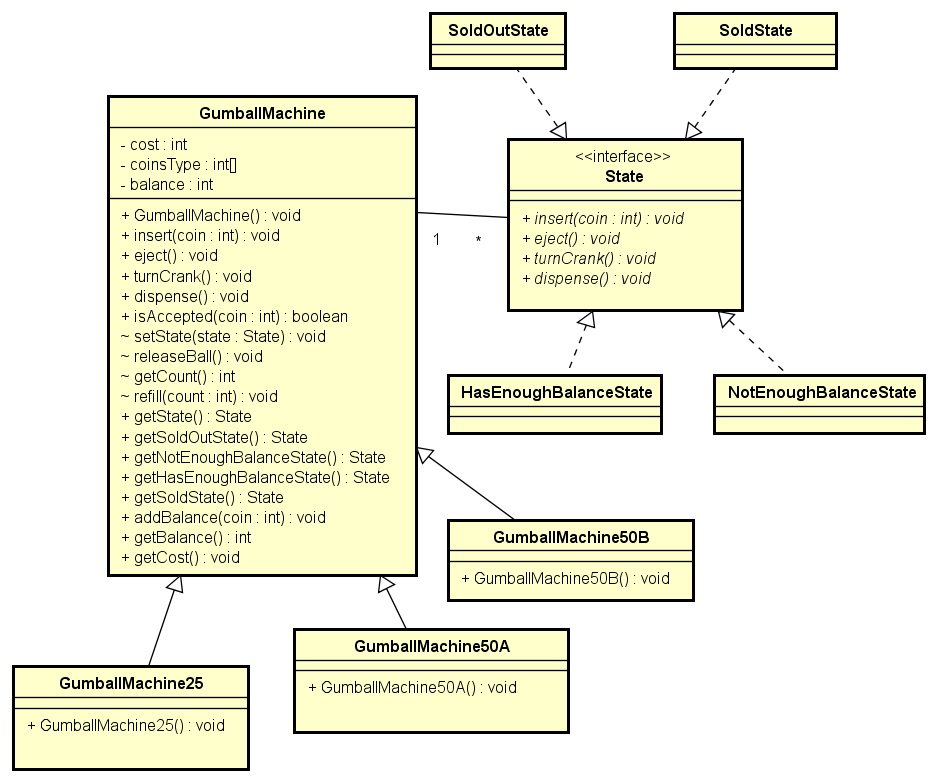 SoldOutState
SoldState
GumballMachine
- cost : int
- coinsType : int[]
- balance : int
+ GumballMachine() : void
+ insert(coin : int) : void
+ eject() : void
+ turnCrank() : void
+ dispense() : void
+ isAccepted(coin : int) : boolean
~ setState(state : State) : void
~ releaseBall() : void
~ getCount() : int
~ refill(count : int) : void
+ getState() : State
+ getSoldOutState() : State
+ getNotEnoughBalanceState() : State
+ getHasEnoughBalanceState() : State
+ getSoldState() : State
+ addBalance(coin : int) : void
+ getBalance() : int
+ getCost() : void
1
*
<<interface>>
State
+ insert(coin : int) : void
+ eject() : void
+ turnCrank() : void
+ dispense() : void
HasEnoughBalanceState
NotEnoughBalanceState
GumballMachine50B
+ GumballMachine50B() : void
GumballMachine50A
+ GumballMachine50A() : void
GumballMachine25
+ GumballMachine25() : void